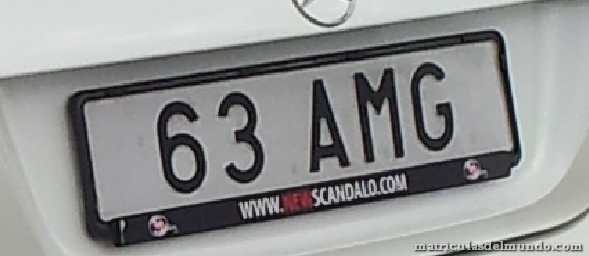 63 AMG
WWW.NEWSCANDALO.COM
matriculasdelmundo.com